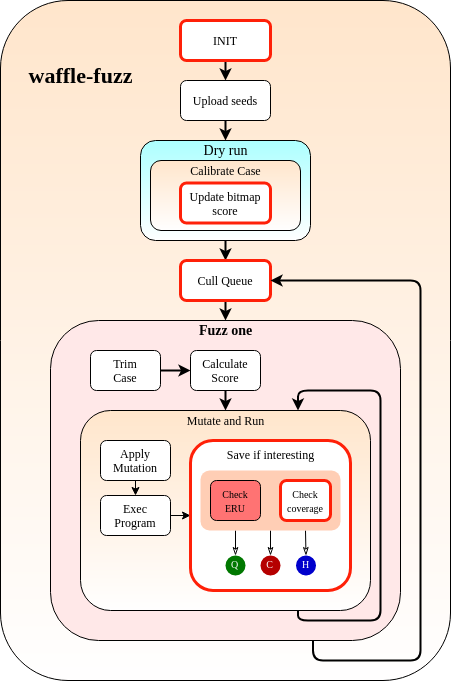 INIT
waffle-fuzz
Upload seeds
Dry run
Calibrate Case
Update bitmap
score
Cull Queue
Fuzz one
Trim
Case
Calculate
Score
Mutate and Run
Apply
Mutation
Save if interesting
Check
ERU
Check
coverage
Exec
Program
Q
C
H